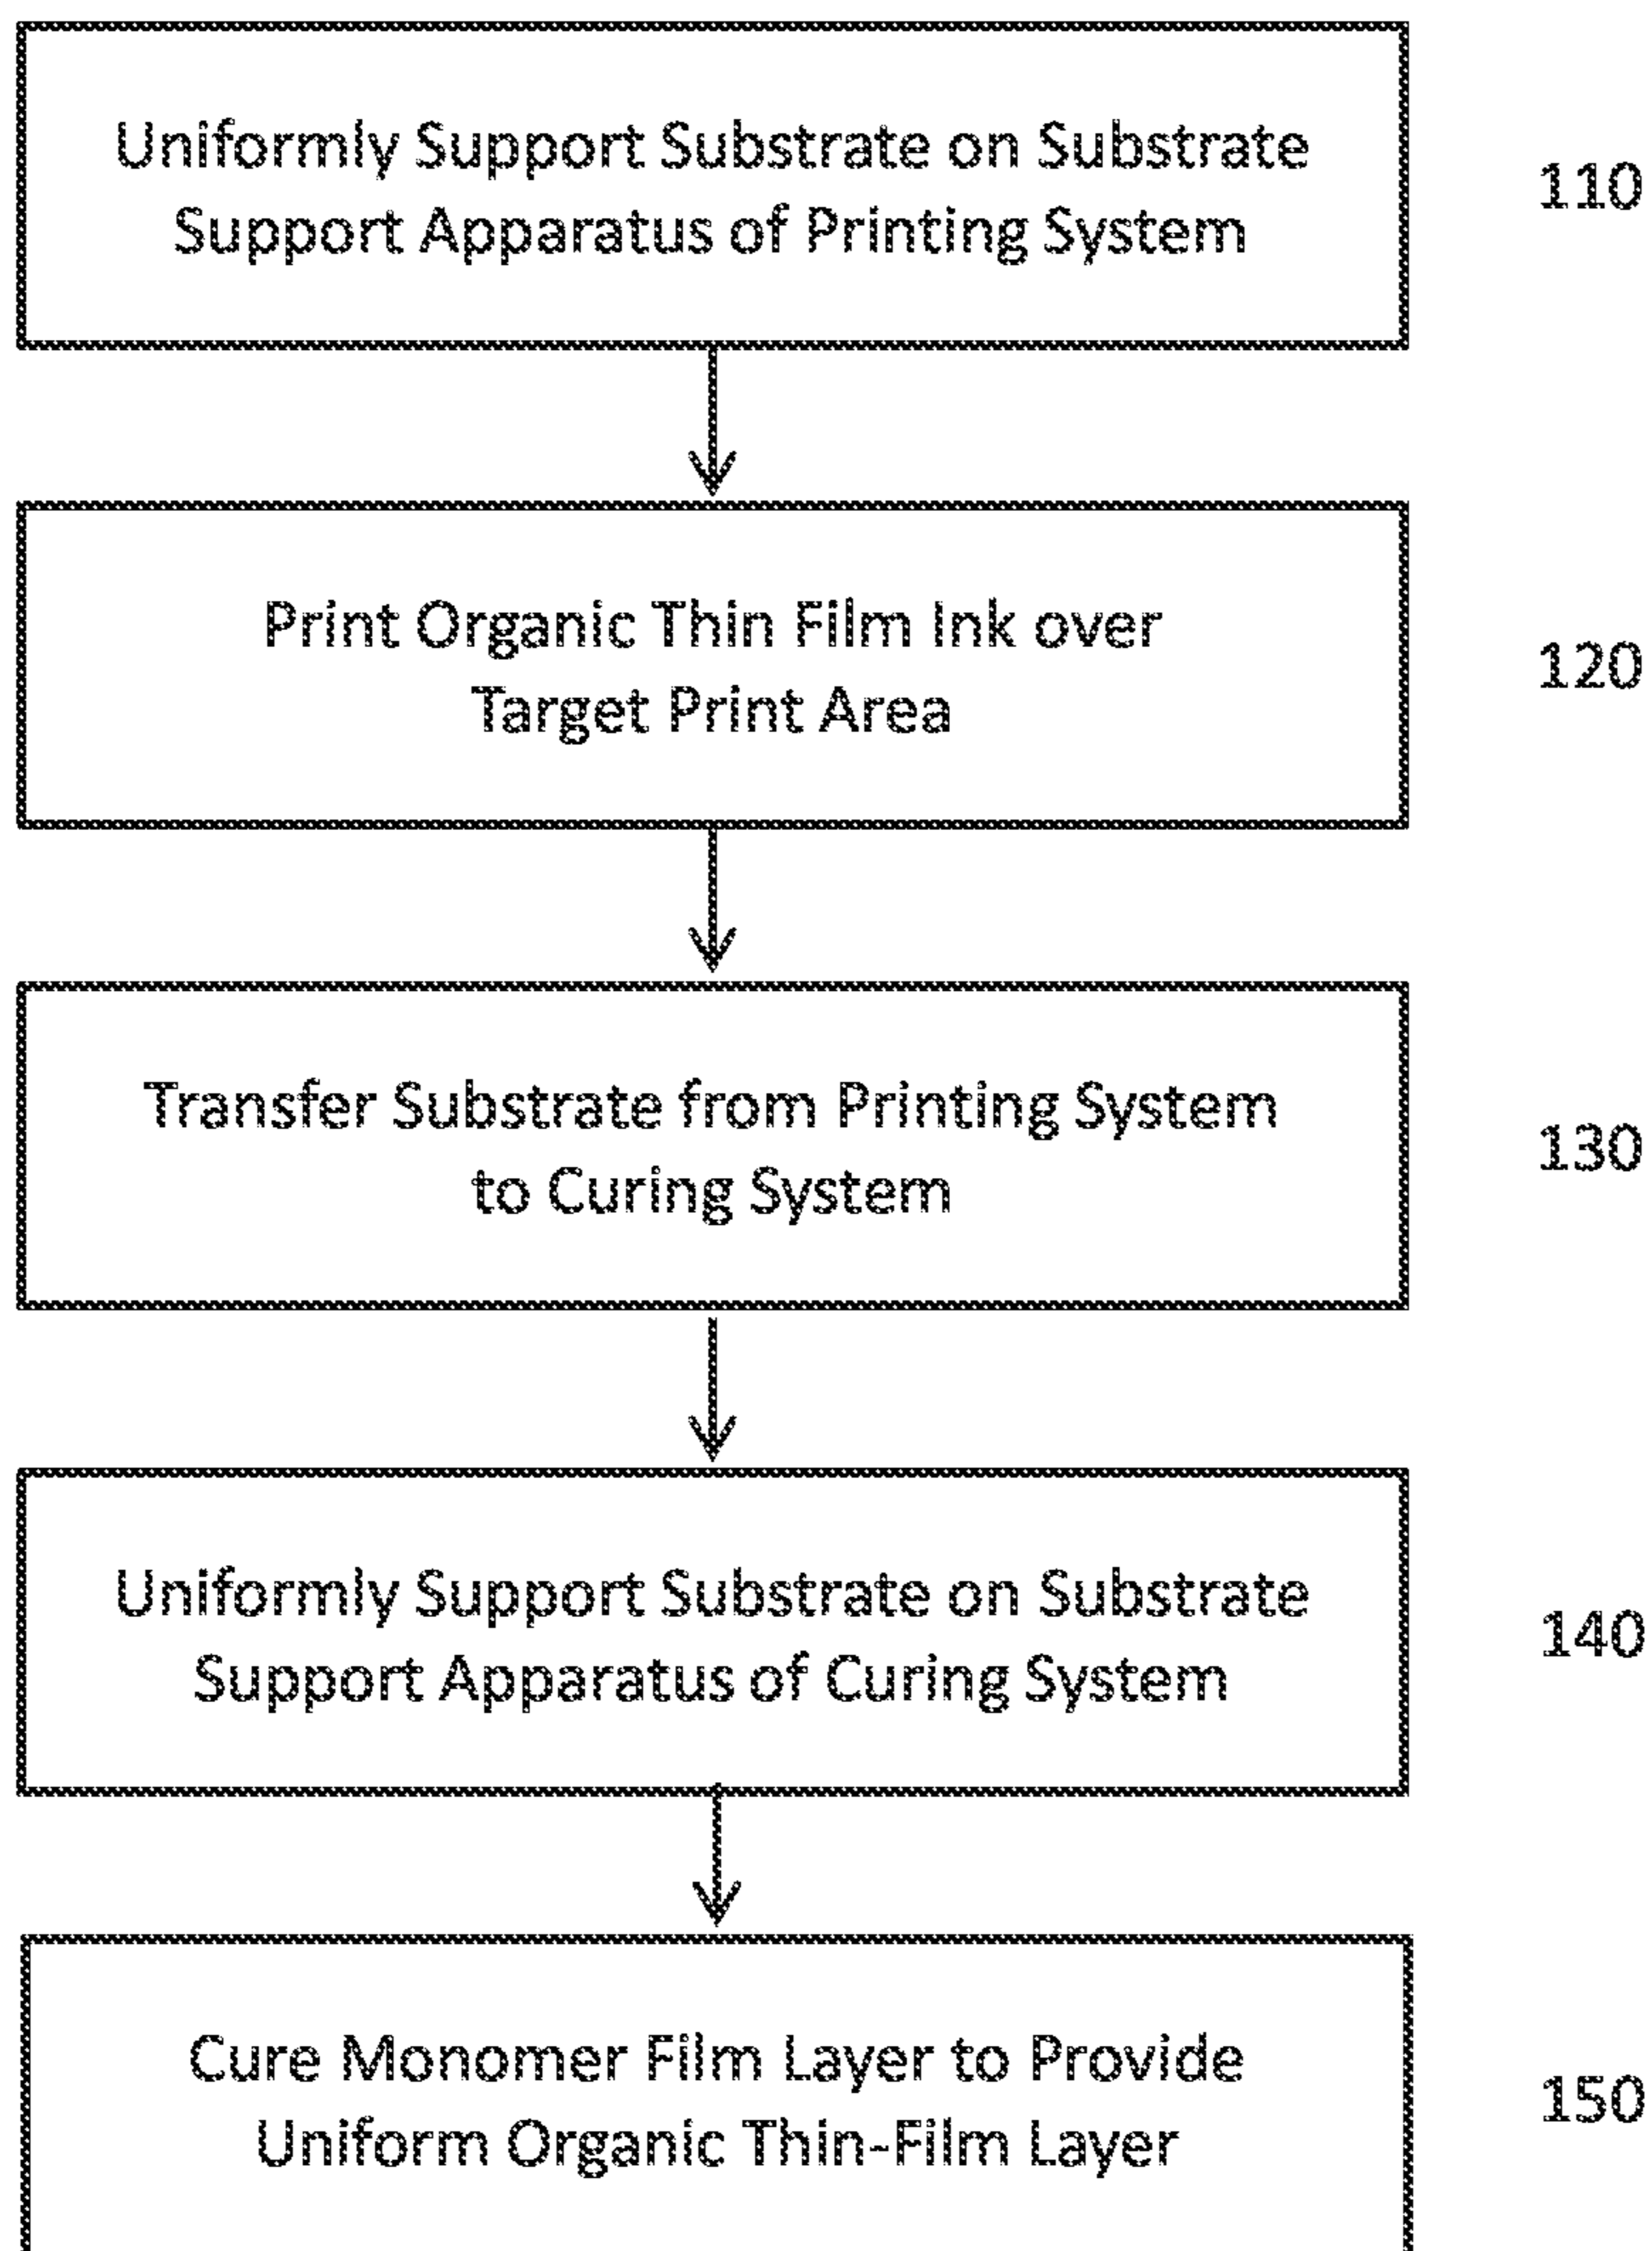 Uniformly Support Substrate on Substrate
Support Apparatus of Printing System
110
Print Organic Thin Film Ink over
Target Print Area
120
Transfer Substrate from Printing System
to Curing System
130
Uniformly Support Substrate on Substrate
Support Apparatus of Curing System
140
Cure Monomer Film Layer to Provide
Uniform Organic Thin-Film Layer
150